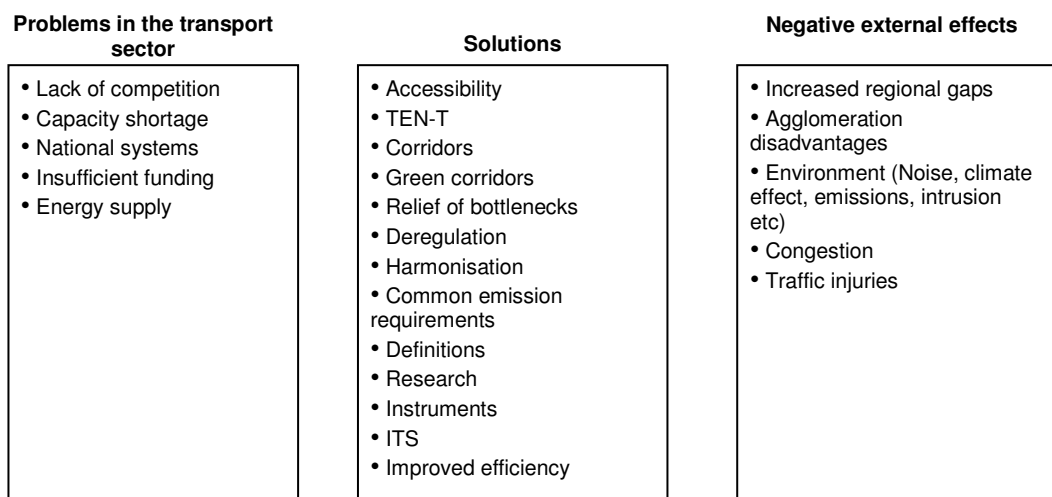 Problems in the transport
sector
• Lack of competition
• Capacity shortage
• National systems
• Insufficient funding
• Energy supply
Solutions
• Accessibility
• TEN-T
• Corridors
• Green corridors
• Relief of bottlenecks
• Deregulation
• Harmonisation
• Common emission
requirements
• Definitions
• Research
• Instruments
• ITS
• Improved efficiency
Negative external effects
• Increased regional gaps
• Agglomeration
disadvantages
• Environment (Noise, climate
effect, emissions, intrusion
etc)
• Congestion
• Traffic injuries